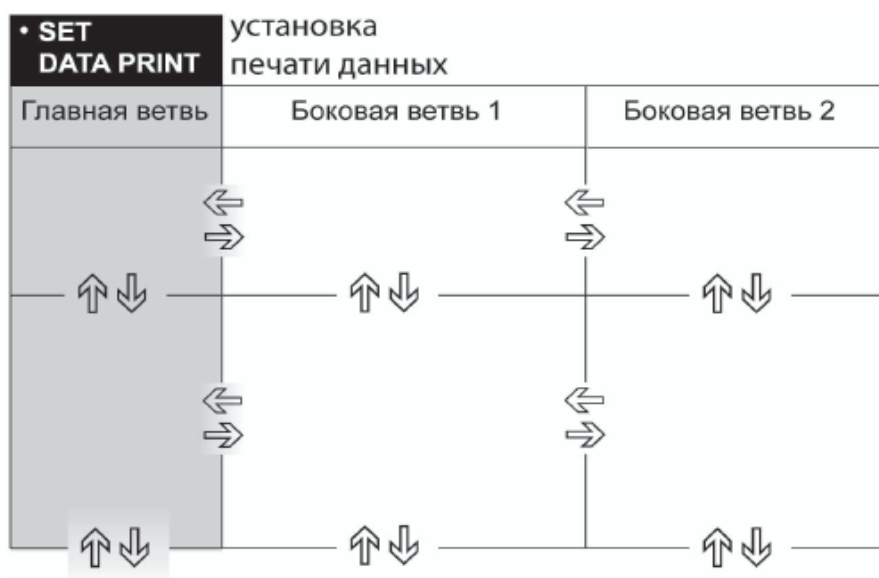 • SET
DATA PRINT
установка
печати данных
Главная ветвь
Боковая ветвь 1
Боковая ветвь 2